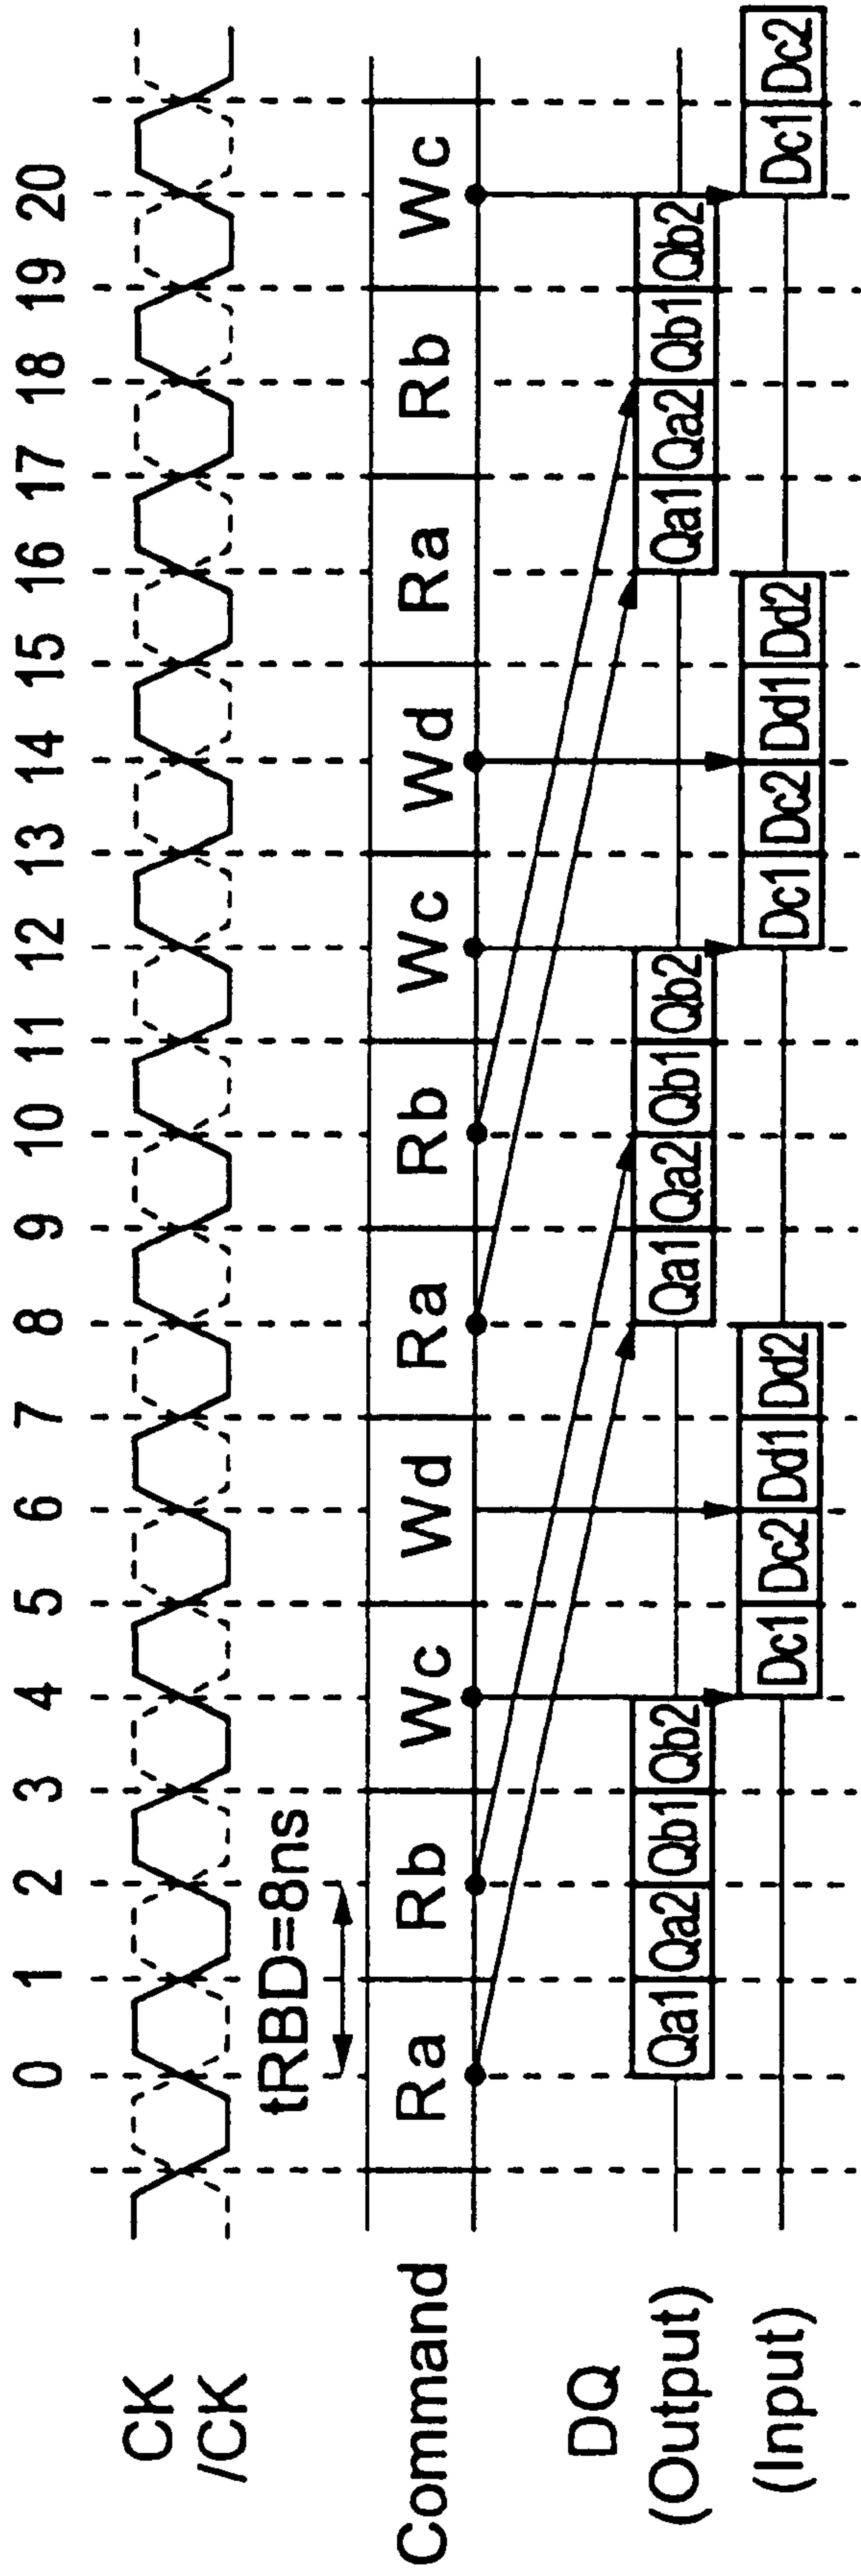 0 1 2 3 4 5 6 7 8 9 10 11 12 13 14 15 16 17 18 19 20
CK
/CK
tRBD=8ns
Command Ra Rb Wc Wd Ra Rb Wc Wd Ra Rb Wc
DQ
(Output) Qa1 Qa2 Qb1 Qb2 Qa1 Qa2 Qb1 Qb2 Qa1 Qa2 Qb1 Qb2
(Input) Dc1 Dc2 Dd1 Dd2 Dc1 Dc2 Dd1 Dd2 Dc1 Dc2